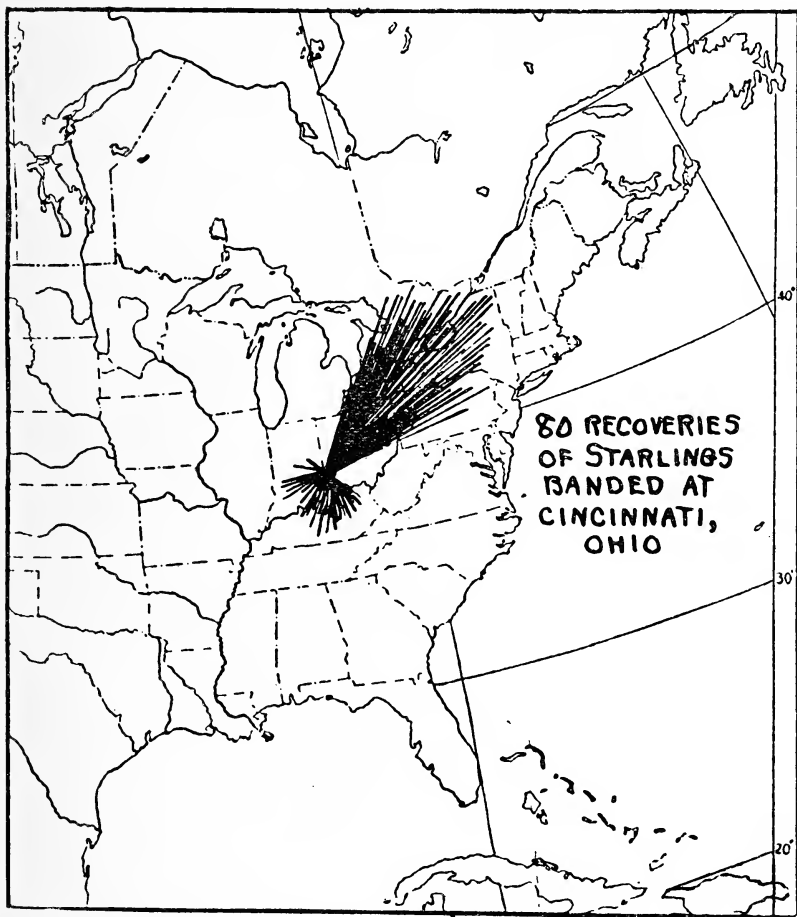 80 RECOVERIES
OF STARLINGS
BANDED AT
CINCINNATI,
OHIO
40°
30°
20°